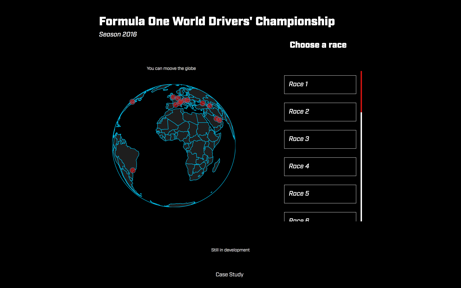 Formula One World Drivers' Championship
Season 2016
Choose a race
You can moove the globe
Race 1
Race 2
Race 3
Race 4
Race 5
Race 6
Still in development
Case Study